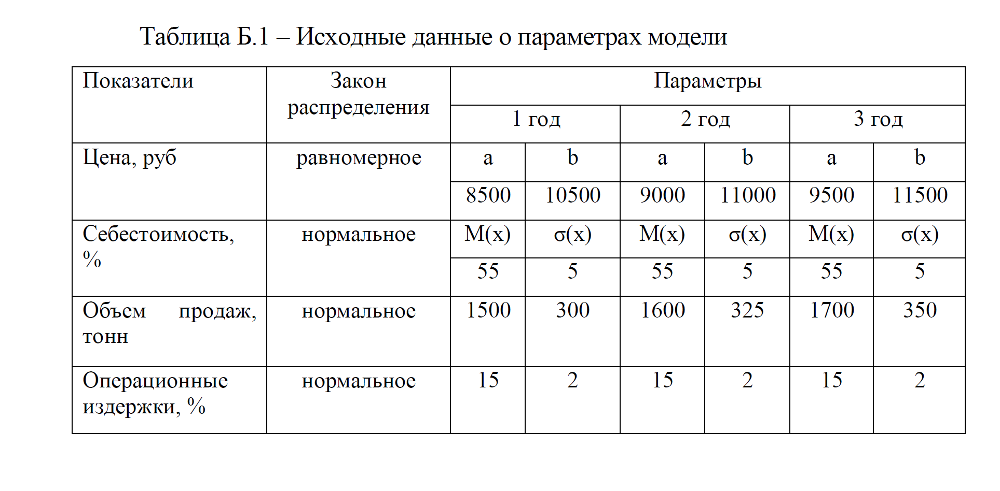 Таблица Б.1 – Исходные данные о параметрах модели
Показатели Закон распределения Параметры
1 год 2 год 3 год
Цена, руб равномерное a b a b a b
8500 10500 9000 11000 9500 11500
Себестоимость, % нормальное M(x) σ(x) M(x) σ(x) M(x) σ(x)
55 5 55 5 55 5
Объем продаж, тонн нормальное 1500 300 1600 325 1700 350
Операционные издержки, % нормальное 15 2 15 2 15 2